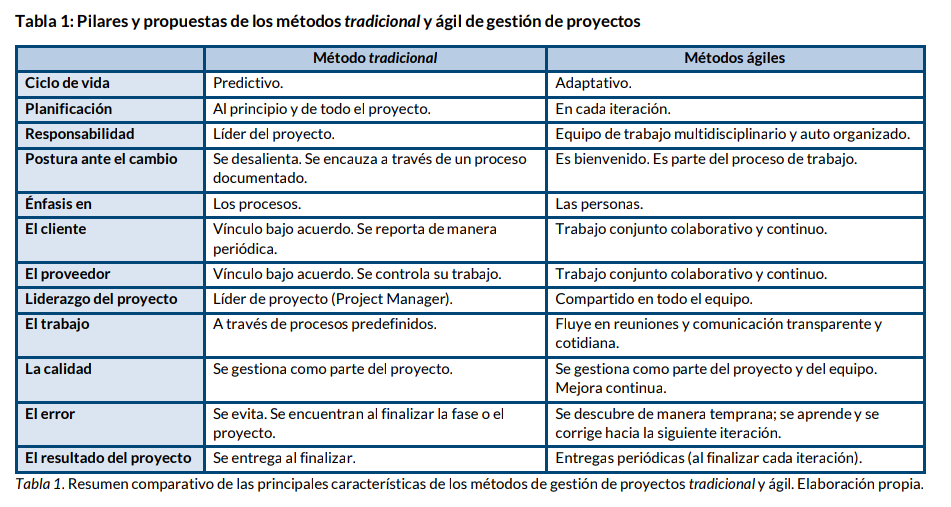 Tabla 1: Pilares y propuestas de los métodos tradicional y ágil de gestión de proyectos
Método tradicional Métodos ágiles
Ciclo de vida Predictivo. Adaptativo.
Planificación Al principio y de todo el proyecto. En cada iteración.
Responsabilidad Líder del proyecto. Equipo de trabajo multidisciplinario y auto organizado.
Postura ante el cambio Se desalienta. Se encauza a través de un proceso Es bienvenido. Es parte del proceso de trabajo.
documentado.
Énfasis en Los procesos. Las personas.
El cliente Vínculo bajo acuerdo. Se reporta de manera Trabajo conjunto colaborativo y continuo.
periódica.
El proveedor Vínculo bajo acuerdo. Se controla su trabajo. Trabajo conjunto colaborativo y continuo.
Liderazgo del proyecto Líder de proyecto (Project Manager). Compartido en todo el equipo.
El trabajo A través de procesos predefinidos. Fluye en reuniones y comunicación transparente y
cotidiana.
La calidad Se gestiona como parte del proyecto. Se gestiona como parte del proyecto y del equipo.
Mejora continua.
El error Se evita. Se encuentran al finalizar la fase o el Se descubre de manera temprana; se aprende y se
proyecto. corrige hacia la siguiente iteración.
El resultado del proyecto Se entrega al finalizar. Entregas periódicas (al finalizar cada iteración).
Tabla 1. Resumen comparativo de las principales características de los métodos de gestión de proyectos tradicional y ágil. Elaboración propia.